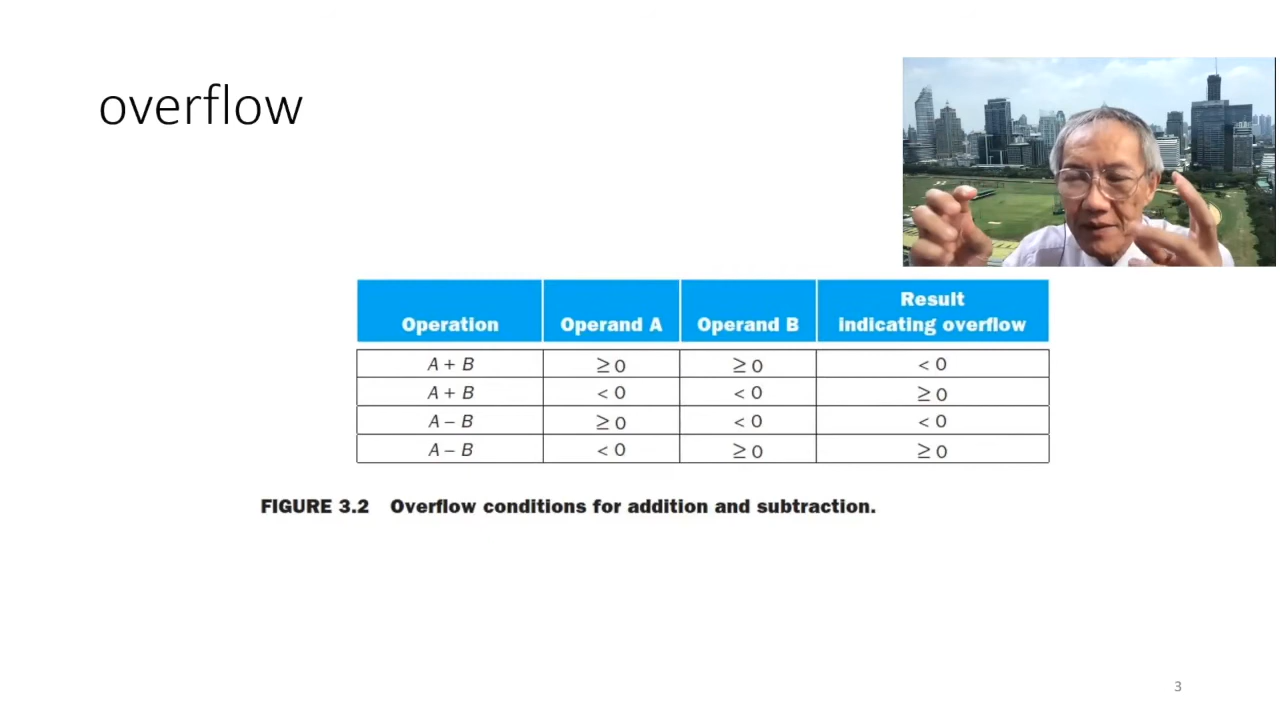 overflow
Operation Operand A Operand B Result indicating overflow
A + B ≥ 0 ≥ 0 < 0
A + B < 0 < 0 ≥ 0
A – B ≥ 0 < 0 < 0
A – B < 0 ≥ 0 ≥ 0
FIGURE 3.2 Overflow conditions for addition and subtraction.
3